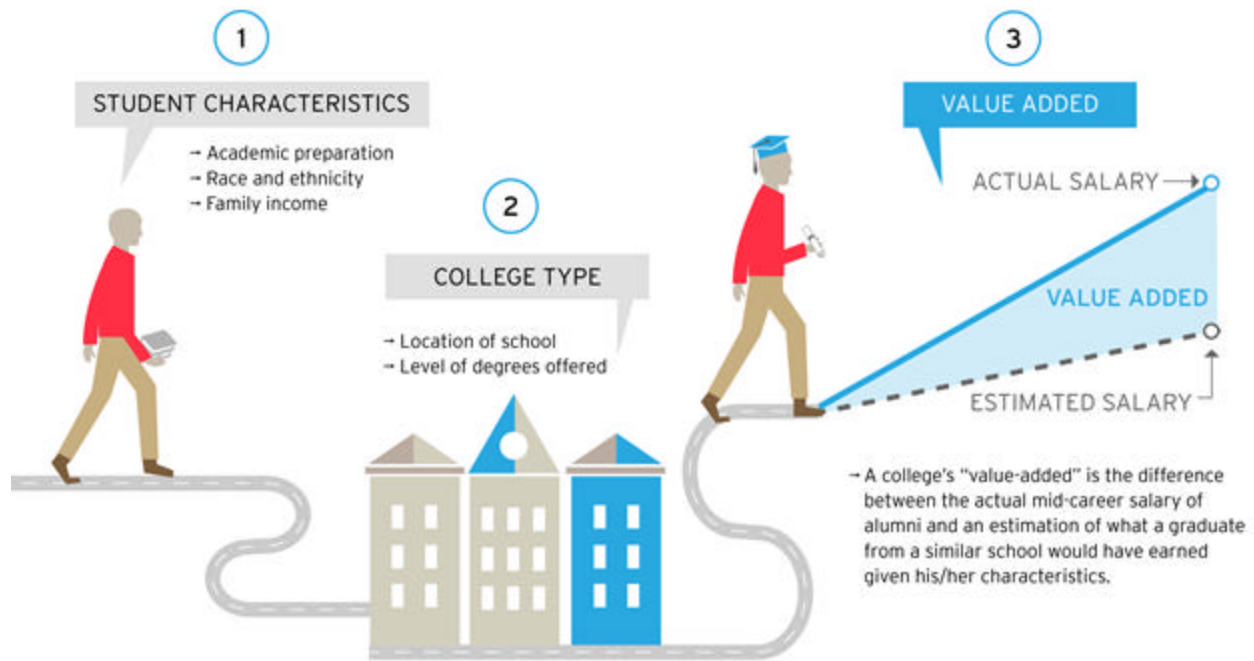 1
STUDENT CHARACTERISTICS
→ Academic preparation
→ Race and ethnicity
→ Family income
2
COLLEGE TYPE
→ Location of school
→ Level of degrees offered
3
VALUE ADDED
ACTUAL SALARY
VALUE ADDED
ESTIMATED SALARY
→ A college's “value-added” is the difference
between the actual mid-career salary of
alumni and an estimation of what a graduate
from a similar school would have earned
given his/her characteristics.